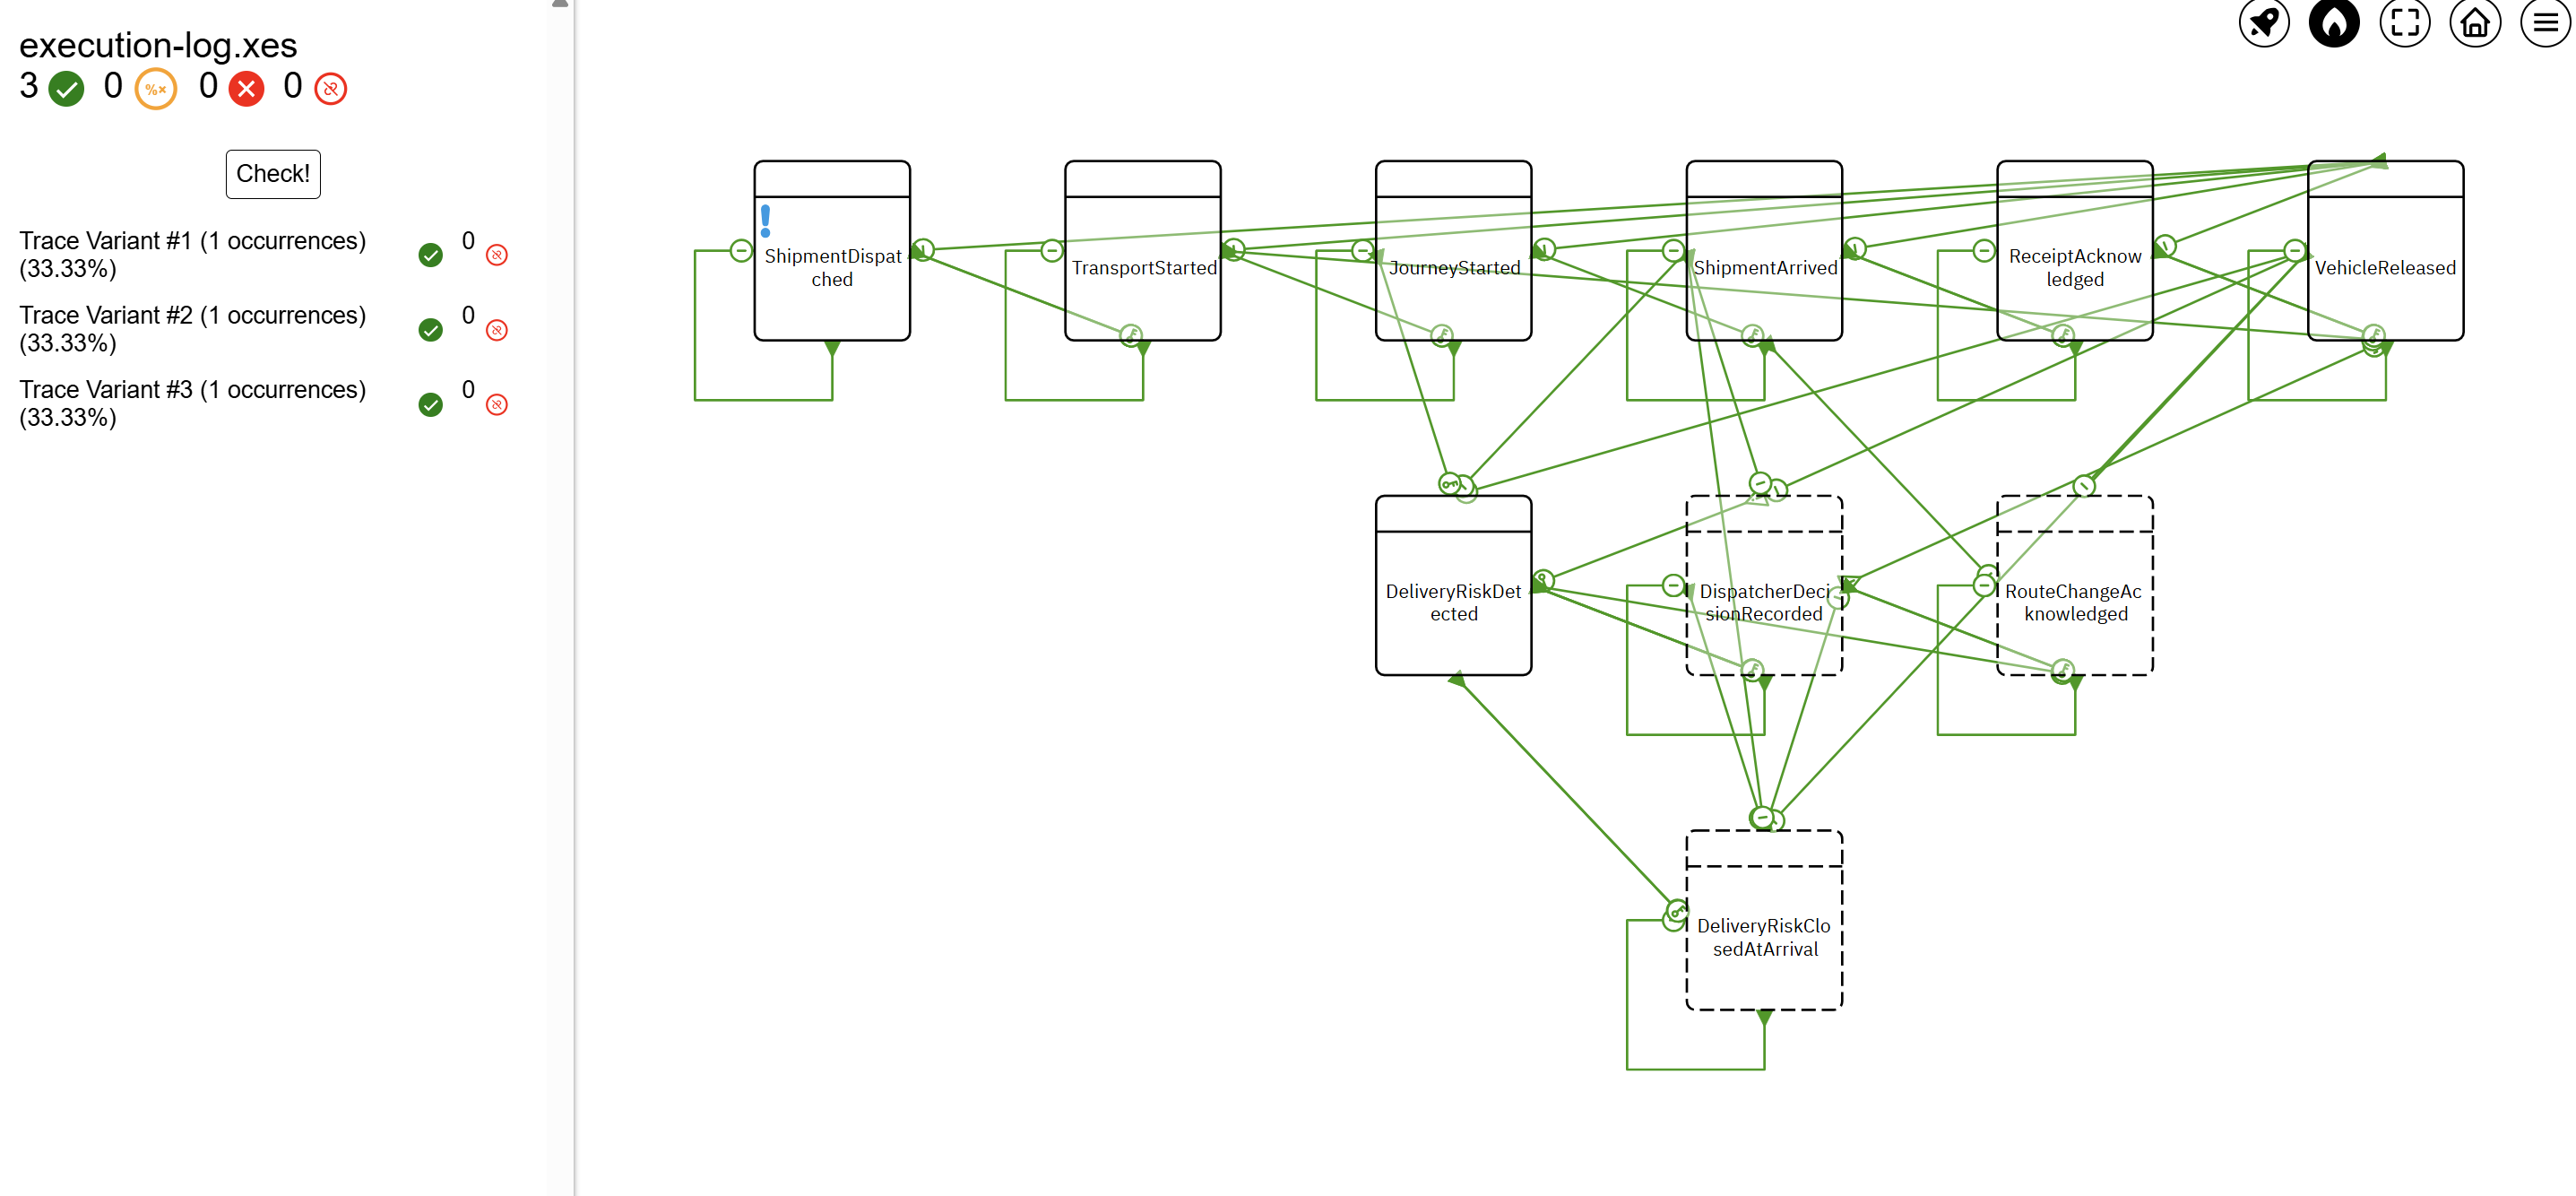 execution-log.xes
3 0 %× 0 0
Check!
Trace Variant #1 (1 occurrences)
(33.33%)
0
Trace Variant #2 (1 occurrences)
(33.33%)
0
Trace Variant #3 (1 occurrences)
(33.33%)
0
ShipmentDispat
ched
TransportStarted
JourneyStarted
ShipmentArrived
ReceiptAcknow
ledged
VehicleReleased
DeliveryRiskDet
ected
DispatcherDeci
sionRecorded
RouteChangeAc
knowledged
DeliveryRiskClo
sedAtArrival